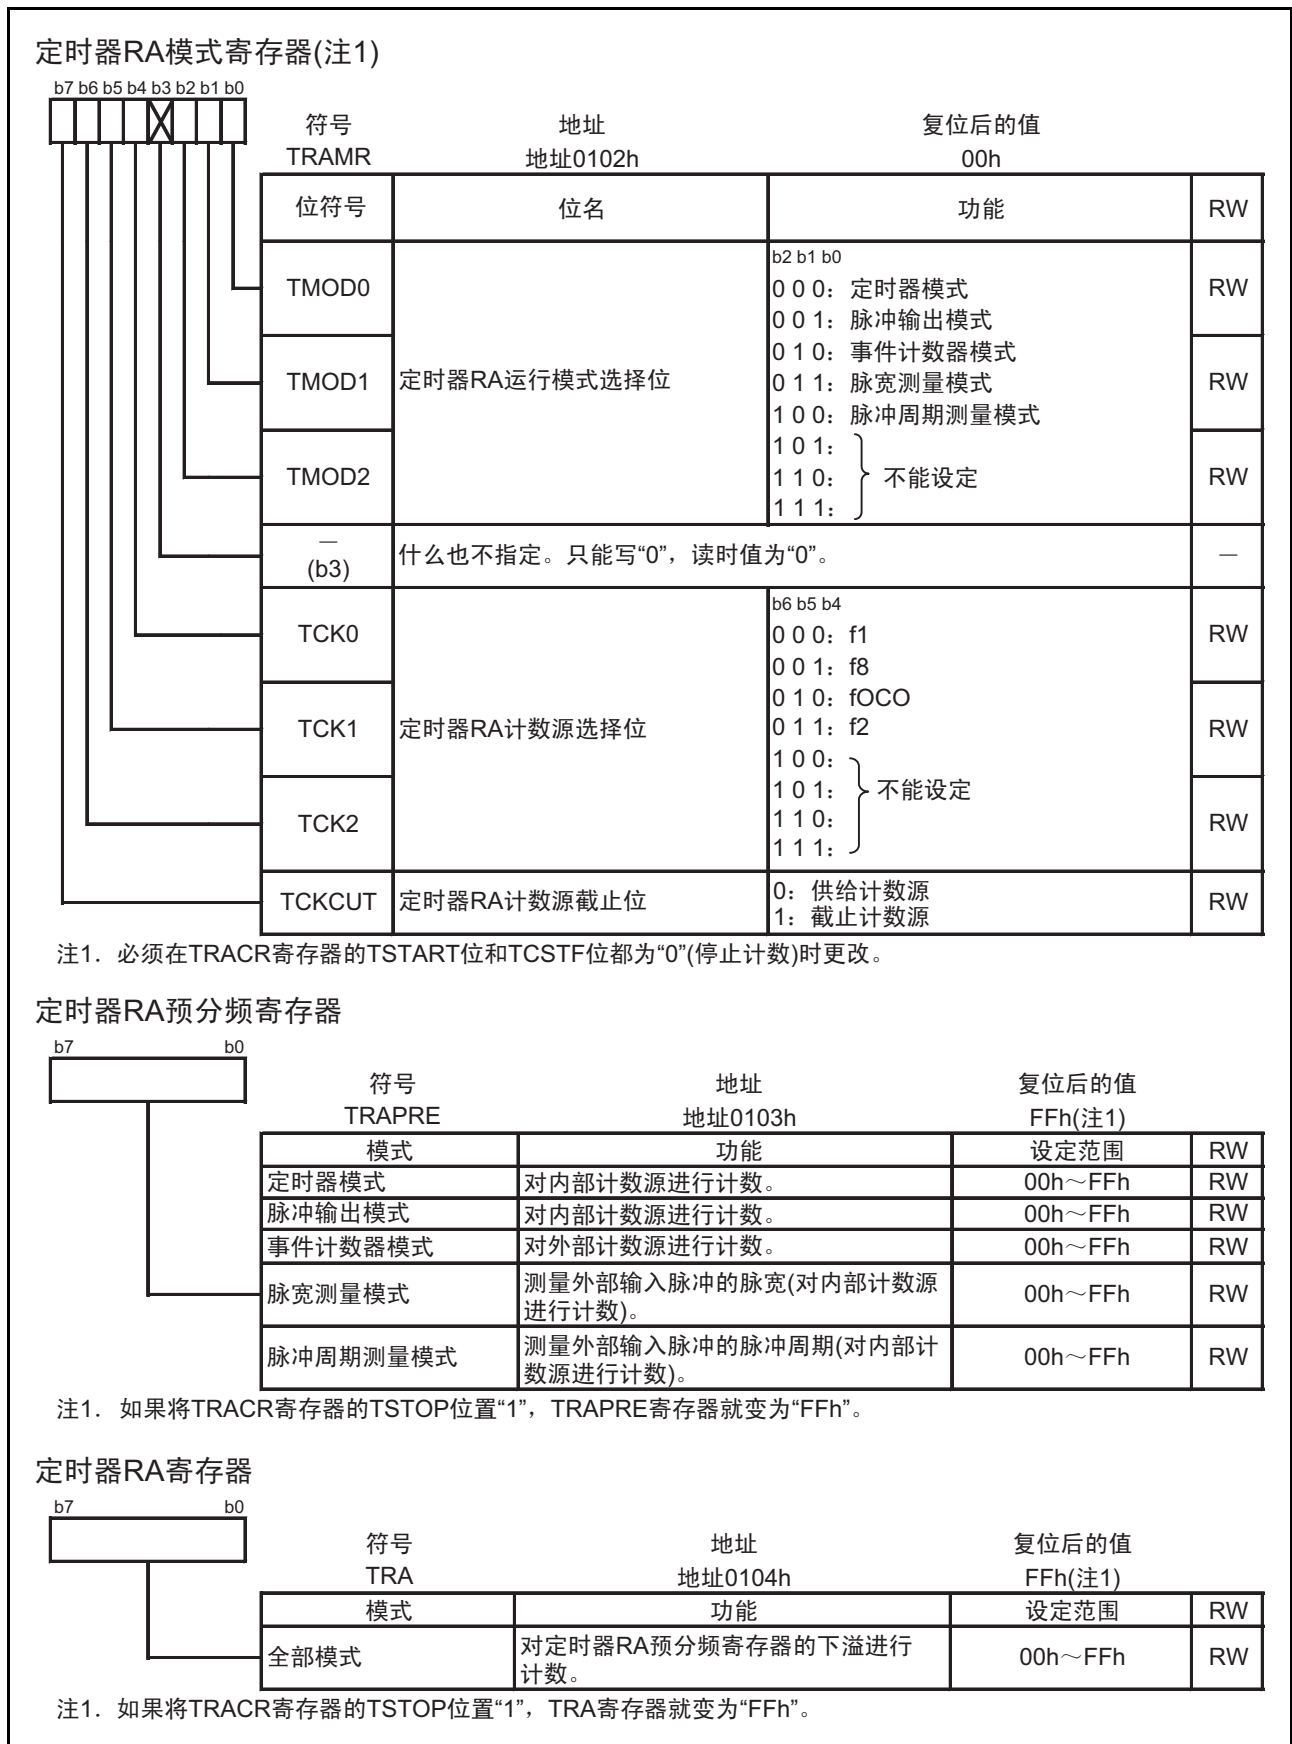 定时器RA模式寄存器(注1)
b7 b6 b5 b4 b3 b2 b1 b0
符号 地址 复位后的值
TRAMR 地址0102h 00h
位符号 位名 功能 RW
TMOD0 RW
TMOD1 定时器RA运行模式选择位 RW
TMOD2 RW
b2 b1 b0
0 0 0：定时器模式
0 0 1：脉冲输出模式
0 1 0：事件计数器模式
0 1 1：脉宽测量模式
1 0 0：脉冲周期测量模式
1 0 1：
1 1 0： 不能设定
1 1 1：
—
(b3) 什么也不指定。只能写“0”，读时值为“0”。 —
TCK0 RW
TCK1 定时器RA计数源选择位 RW
TCK2 RW
b6 b5 b4
0 0 0：f1
0 0 1：f8
0 1 0：fOCO
0 1 1：f2
1 0 0：
1 0 1： 不能设定
1 1 0：
1 1 1：
TCKCUT 定时器RA计数源截止位 RW
0：供给计数源
1：截止计数源
注1．必须在TRACR寄存器的TSTART位和TCSTF位都为“0”(停止计数)时更改。
定时器RA预分频寄存器
b7 b0
符号 地址 复位后的值
TRAPRE 地址0103h FFh(注1)
模式 功能 设定范围 RW
定时器模式 对内部计数源进行计数。 00h～FFh RW
脉冲输出模式 对内部计数源进行计数。 00h～FFh RW
事件计数器模式 对外部计数源进行计数。 00h～FFh RW
脉宽测量模式 测量外部输入脉冲的脉宽(对内部计数源 00h～FFh RW
进行计数)。
脉冲周期测量模式 测量外部输入脉冲的脉冲周期(对内部计 00h～FFh RW
数源进行计数)。
注1．如果将TRACR寄存器的TSTOP位置“1”，TRAPRE寄存器就变为“FFh”。
定时器RA寄存器
b7 b0
符号 地址 复位后的值
TRA 地址0104h FFh(注1)
模式 功能 设定范围 RW
全部模式 对定时器RA预分频寄存器的下溢进行 00h～FFh RW
计数。
注1．如果将TRACR寄存器的TSTOP位置“1”，TRA寄存器就变为“FFh”。